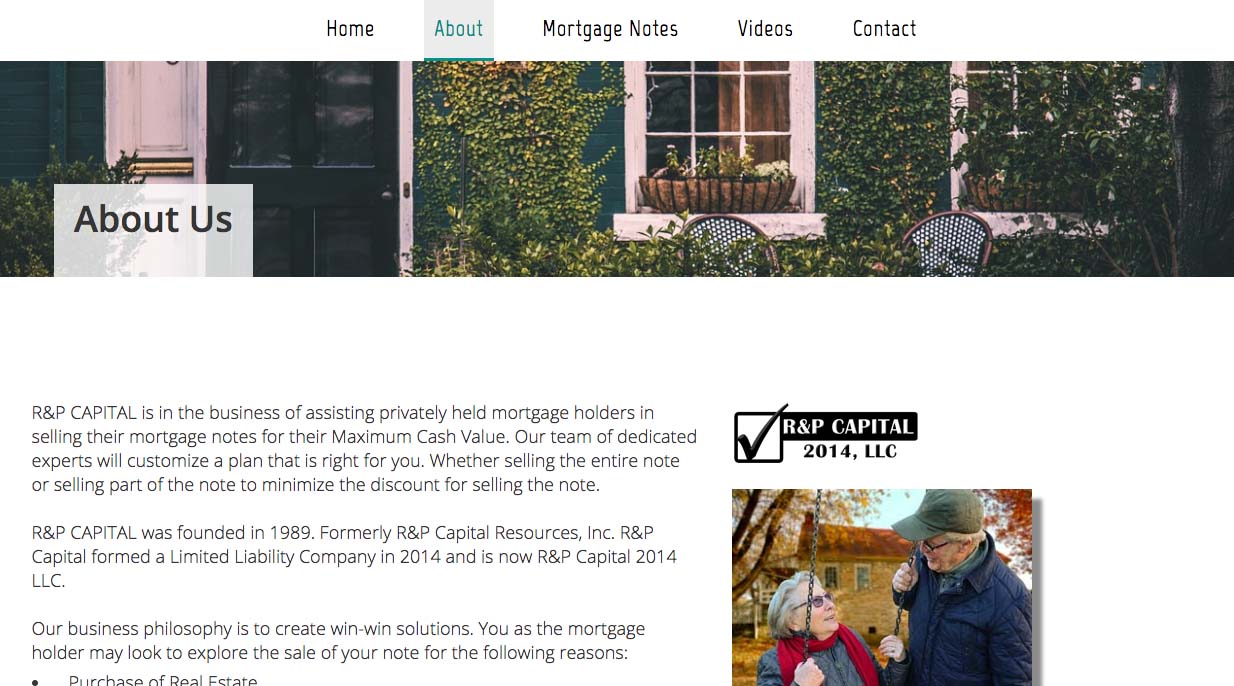 Home About Mortgage Notes Videos Contact
About Us
R&P CAPITAL is in the business of assisting privately held mortgage holders in
selling their mortgage notes for their Maximum Cash Value. Our team of dedicated
experts will customize a plan that is right for you. Whether selling the entire note
or selling part of the note to minimize the discount for selling the note.
R&P CAPITAL was founded in 1989. Formerly R&P Capital Resources, Inc. R&P
Capital formed a Limited Liability Company in 2014 and is now R&P Capital 2014
LLC.
Our business philosophy is to create win-win solutions. You as the mortgage
holder may look to explore the sale of your note for the following reasons:
• Purchase of Real Estate
R&P CAPITAL
2014, LLC